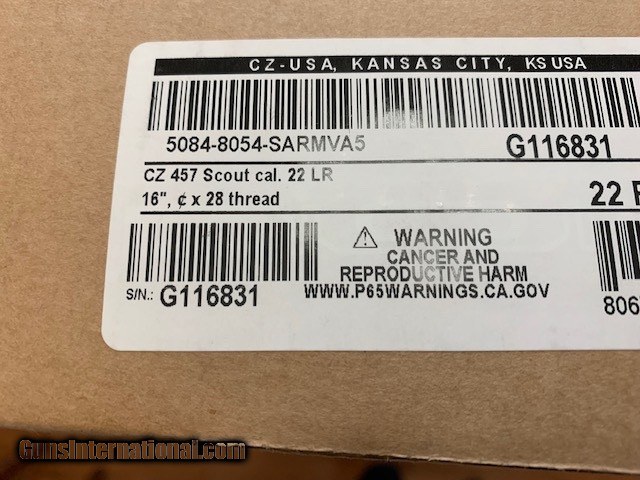 CZ-USA, KANSAS CITY, KS USA
5084-8054-SARMVA5
G116831
CZ 457 Scout cal. 22 LR
16", ¢ x 28 thread
22
⚠ WARNING
CANCER AND
REPRODUCTIVE HARM
WWW.P65WARNINGS.CA.GOV
S/N.: G116831
806
GunsInternational.com